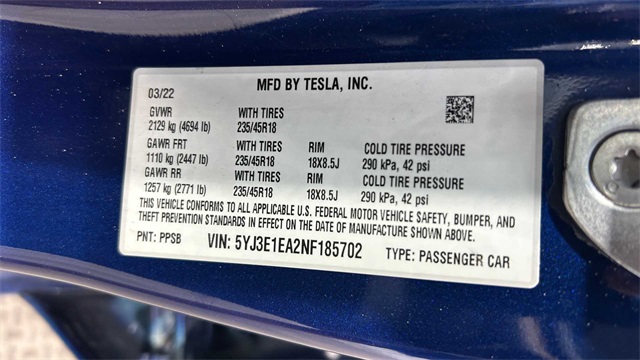 MFD BY TESLA, INC.
03/22
GVWR WITH TIRES
2129 kg (4694 lb) 235/45R18
GAWR FRT WITH TIRES RIM COLD TIRE PRESSURE
1110 kg (2447 lb) 235/45R18 18X8.5J 290 kPa, 42 psi
GAWR RR WITH TIRES RIM COLD TIRE PRESSURE
1257 kg (2771 lb) 235/45R18 18X8.5J 290 kPa, 42 psi
THIS VEHICLE CONFORMS TO ALL APPLICABLE U.S. FEDERAL MOTOR VEHICLE SAFETY, BUMPER, AND
THEFT PREVENTION STANDARDS IN EFFECT ON THE DATE OF MANUFACTURE SHOWN ABOVE.
PNT: PPSB VIN: 5YJ3E1EA2NF185702 TYPE: PASSENGER CAR